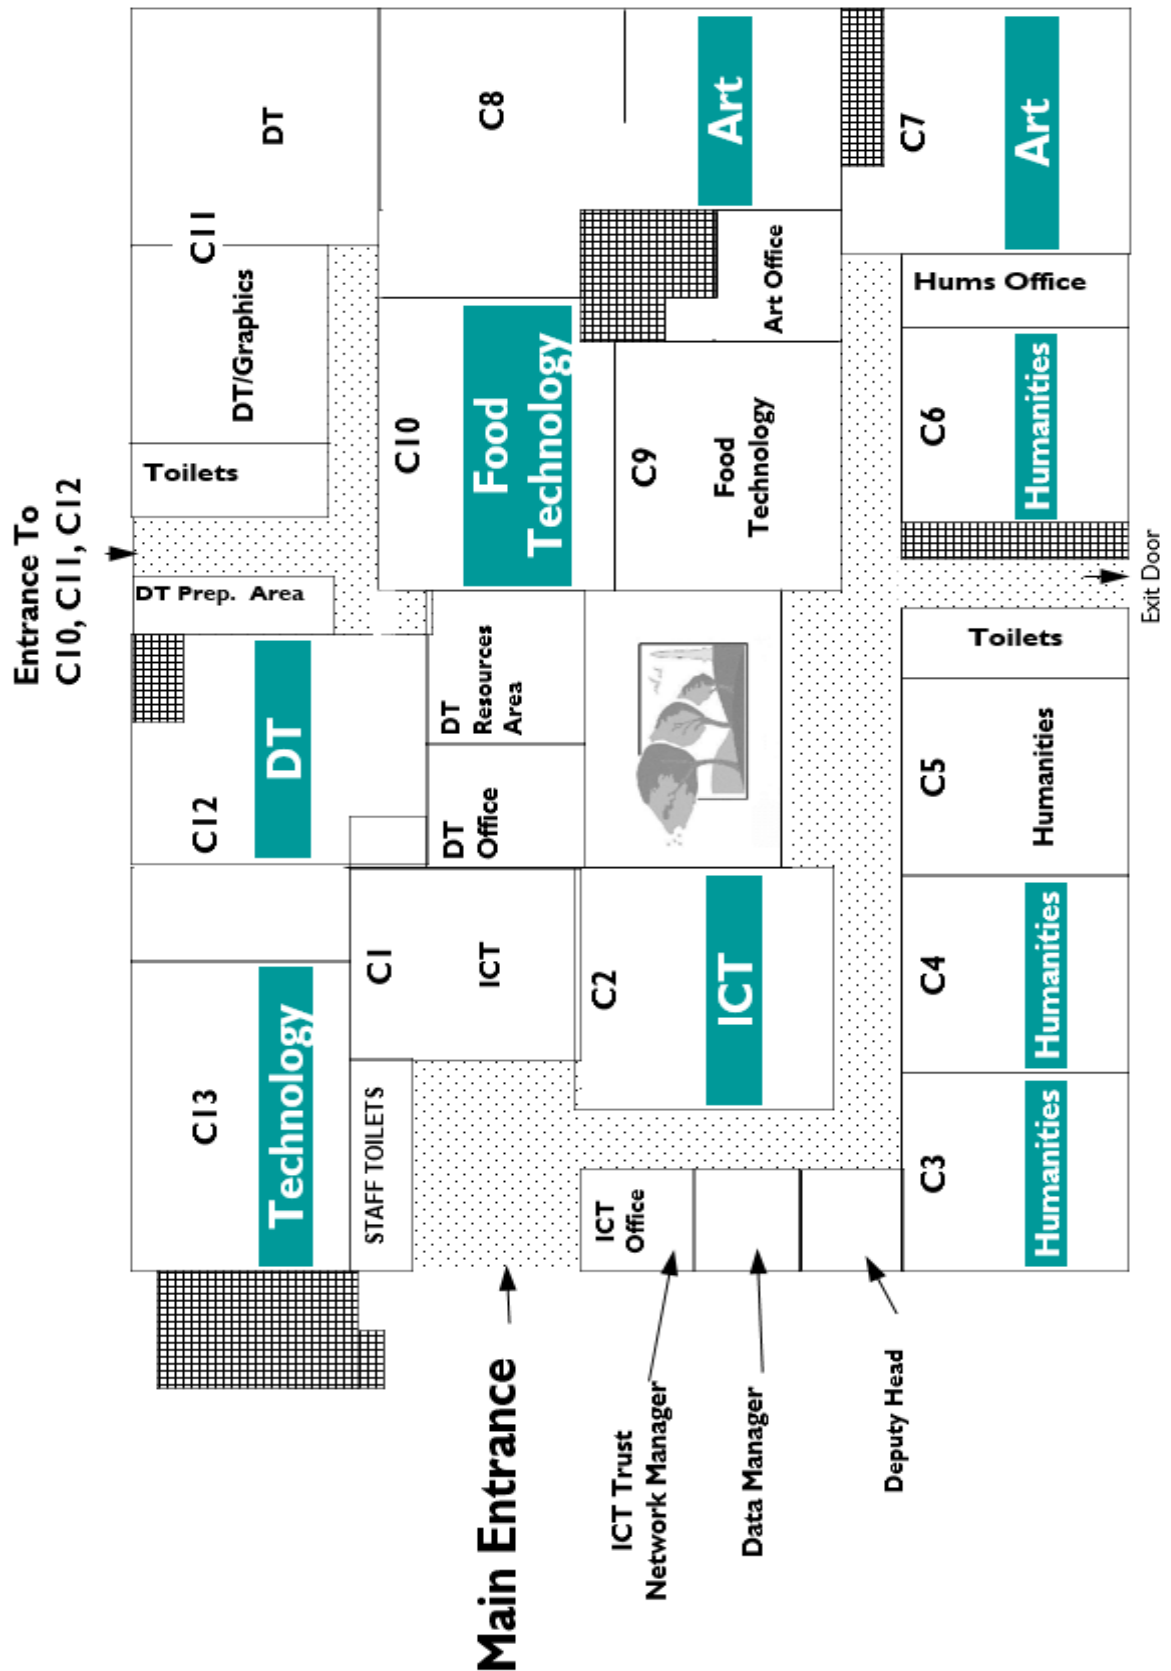 Entrance To
C10, C11, C12
DT
C11
DT/Graphics
Toilets
DT Prep. Area
C12
DT
C13
Technology
C8
Art
C7
Art
Art Office
Hums Office
C10
Food
Technology
C9
Food
Technology
C6
Humanities
Exit Door
Toilets
DT
Resources
Area
DT
Office
C5
Humanities
C1
ICT
C2
ICT
C4
Humanities
C3
Humanities
STAFF TOILETS
ICT
Office
Main Entrance
ICT Trust
Network Manager
Data Manager
Deputy Head